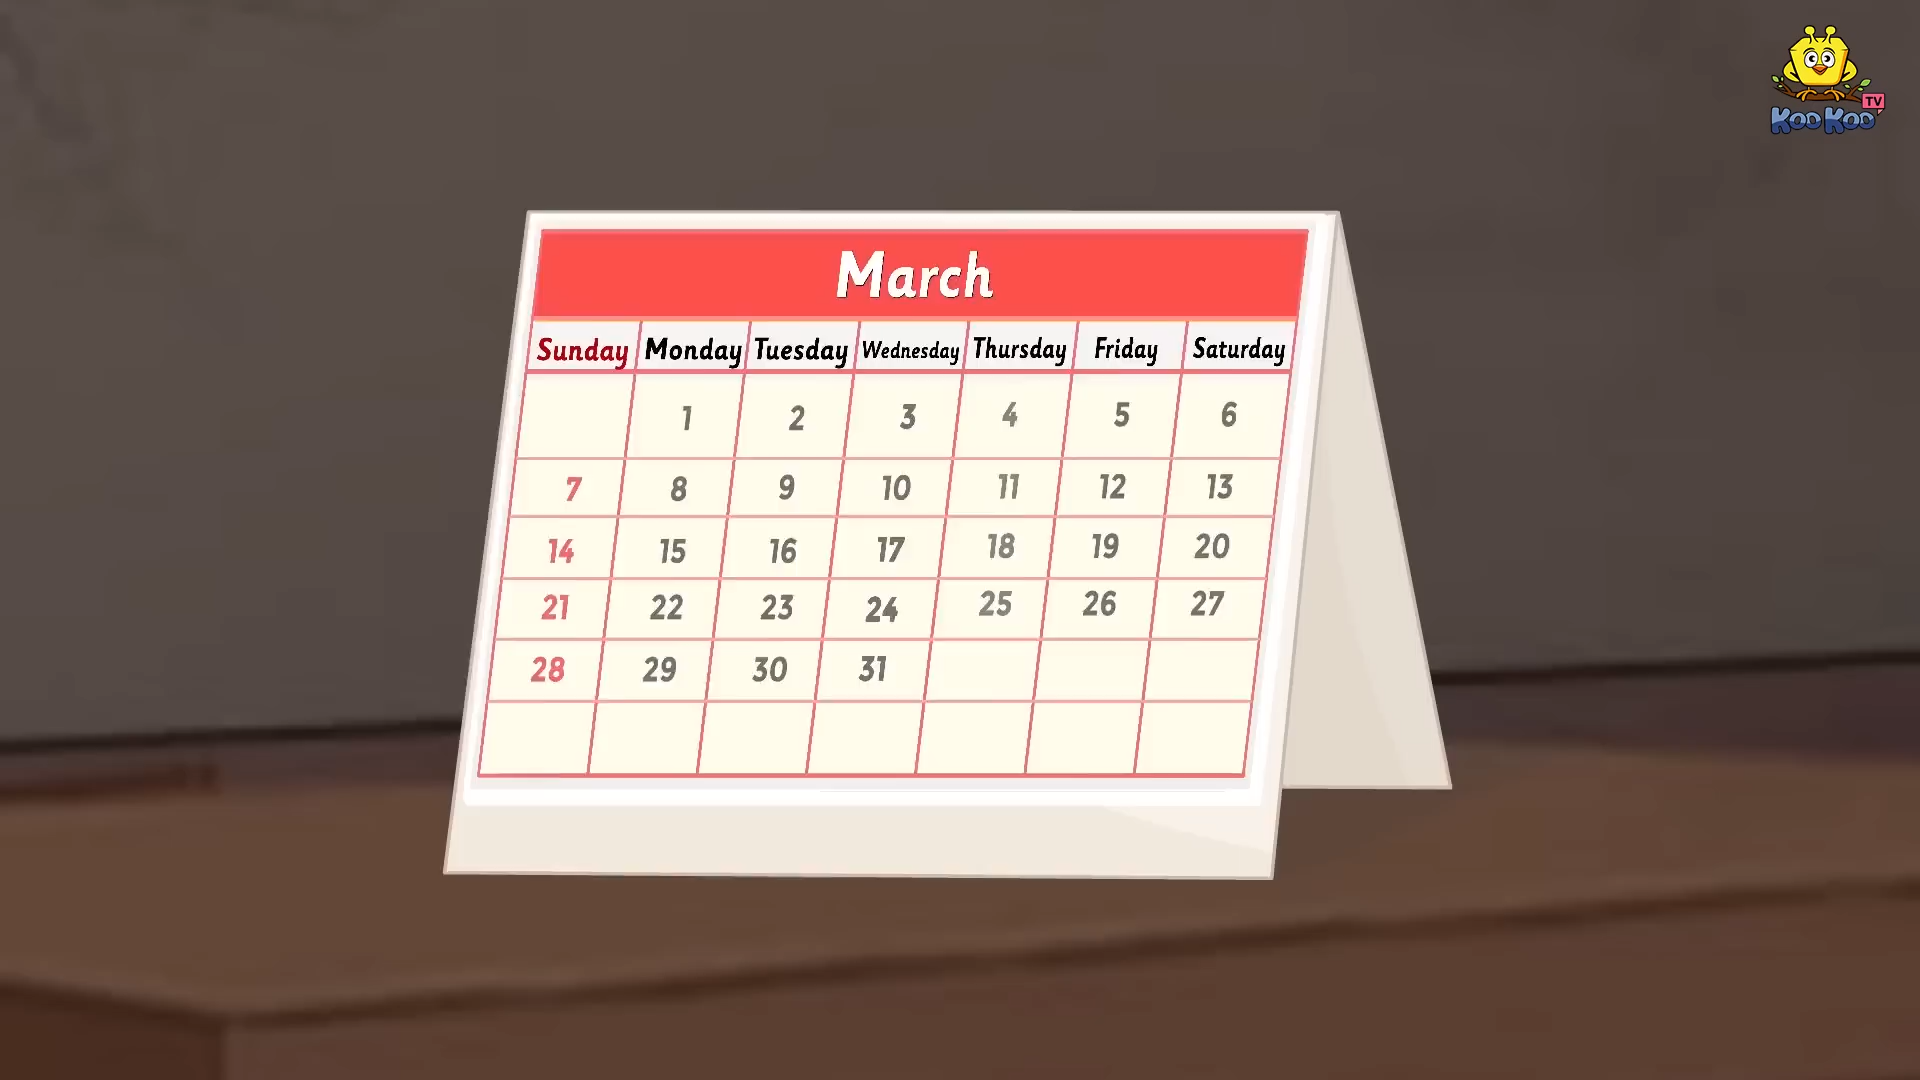 KOO KOO TV
March
Sunday Monday Tuesday Wednesday Thursday Friday Saturday
1 2 3 4 5 6
7 8 9 10 11 12 13
14 15 16 17 18 19 20
21 22 23 24 25 26 27
28 29 30 31